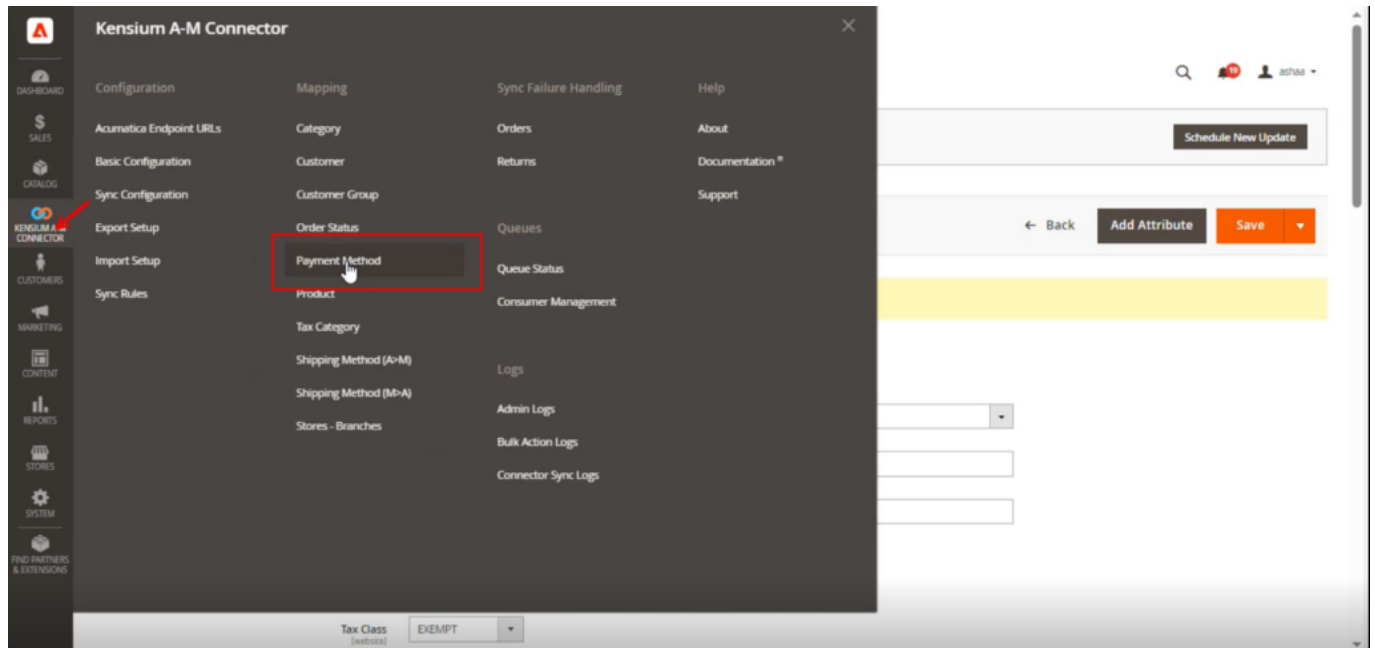 Kensium A-M Connector
DASHBOARD
SALES
CATALOG
KENSIUM A-M
CONNECTOR
CUSTOMERS
MARKETING
CONTENT
REPORTS
STORES
SYSTEM
FIND PARTNERS
& EXTENSIONS
Configuration
Acumatica Endpoint URLs
Basic Configuration
Sync Configuration
Export Setup
Import Setup
Sync Rules
Mapping
Category
Customer
Customer Group
Order Status
Payment Method
Product
Tax Category
Shipping Method (A>M)
Shipping Method (M>A)
Stores - Branches
Sync Failure Handling
Orders
Returns
Queues
Queue Status
Consumer Management
Logs
Admin Logs
Bulk Action Logs
Connector Sync Logs
Help
About
Documentation
Support
19
ashaa
Schedule New Update
← Back
Add Attribute
Save
Tax Class
[website]
EXEMPT